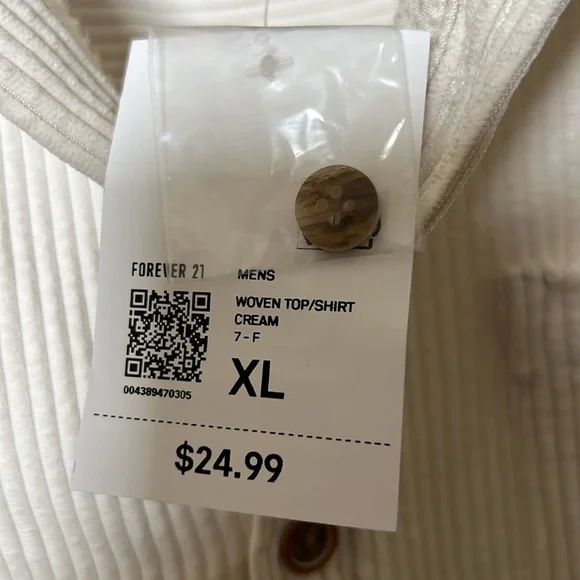 FOREVER 21
MENS
WOVEN TOP/SHIRT
CREAM
7-F
XL
004389470305
$24.99